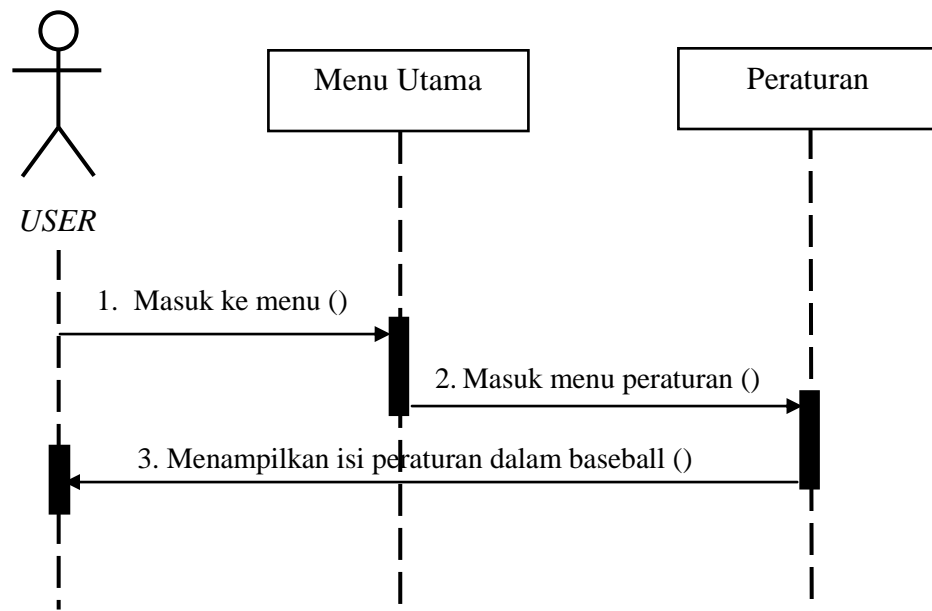 Menu Utama
Peraturan
USER
1. Masuk ke menu ()
2. Masuk menu peraturan ()
3. Menampilkan isi peraturan dalam baseball ()